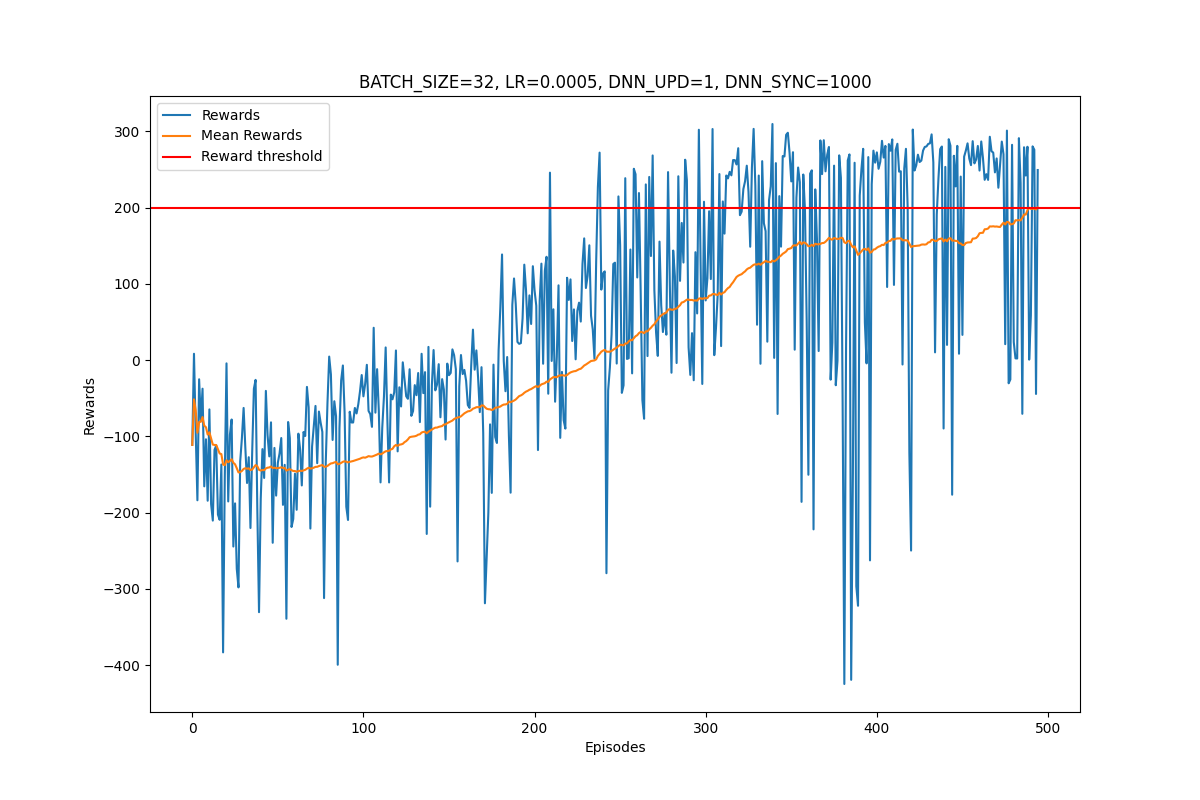 BATCH_SIZE=32, LR=0.0005, DNN_UPD=1, DNN_SYNC=1000
Rewards
Mean Rewards
Reward threshold
300
200
100
0
−100
−200
−300
−400
Rewards
0
100
200
300
400
500
Episodes